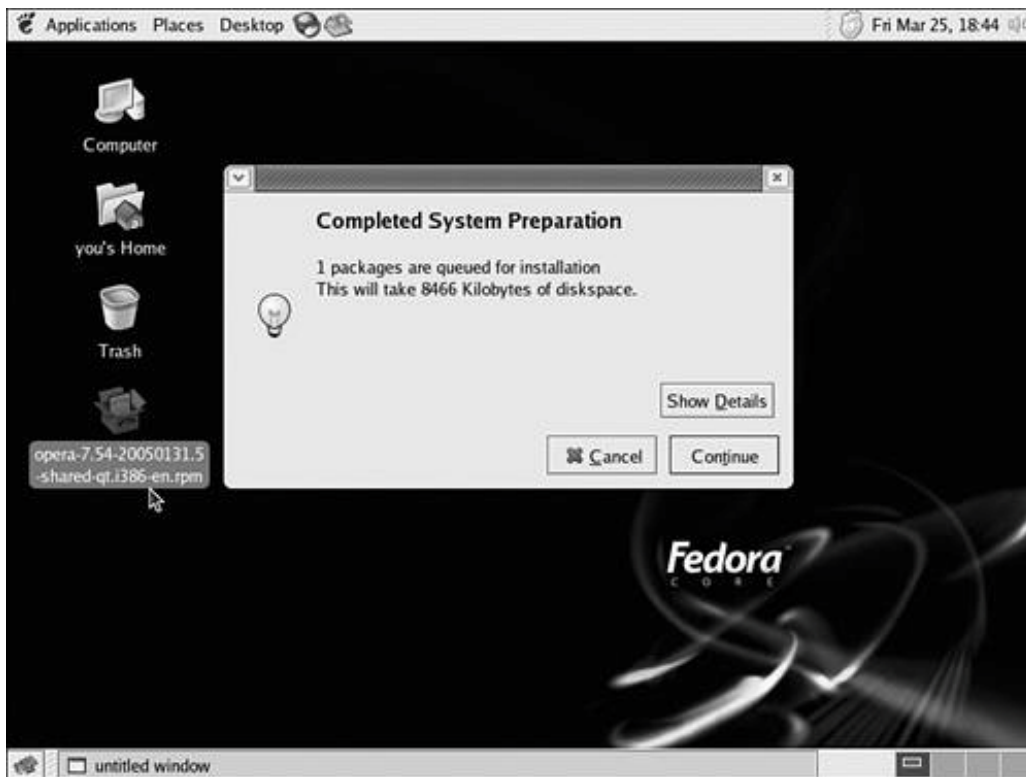 Applications Places Desktop
Fri Mar 25, 18:44
Computer
you's Home
Trash
opera-7.54-20050131.5
-shared-qt.i386-en.rpm
Completed System Preparation
1 packages are queued for installation
This will take 8466 Kilobytes of diskspace.
Show Details
Cancel
Continue
Fedora
CORE
untitled window